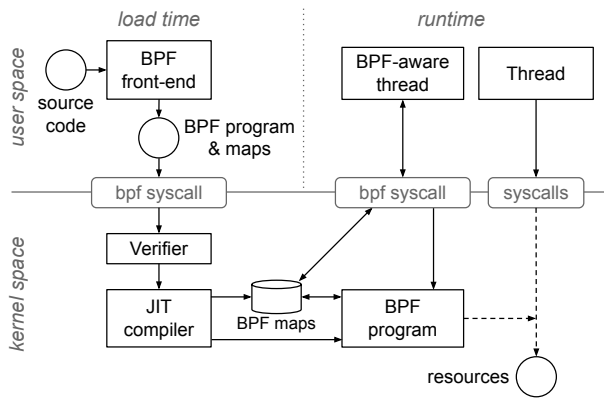 load time
runtime
user space
BPF
front-end
BPF-aware
thread
Thread
source
code
BPF program
& maps
bpf syscall
bpf syscall
syscalls
kernel space
Verifier
JIT
compiler
BPF maps
BPF
program
resources